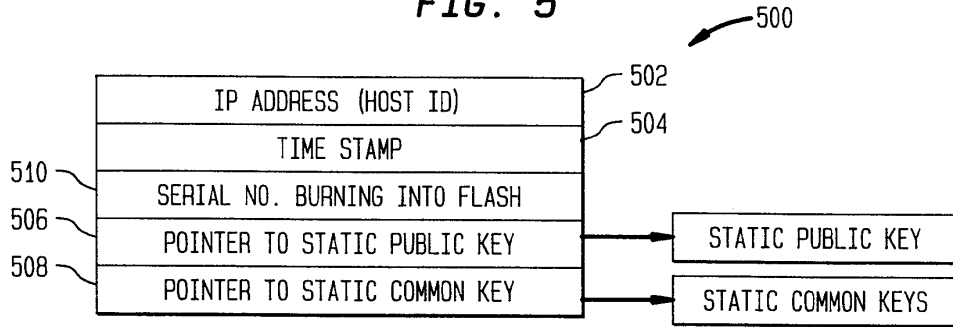 FIG. 5
500
IP ADDRESS (HOST ID)
502
TIME STAMP
504
510
SERIAL NO. BURNING INTO FLASH
506
POINTER TO STATIC PUBLIC KEY
STATIC PUBLIC KEY
508
POINTER TO STATIC COMMON KEY
STATIC COMMON KEYS